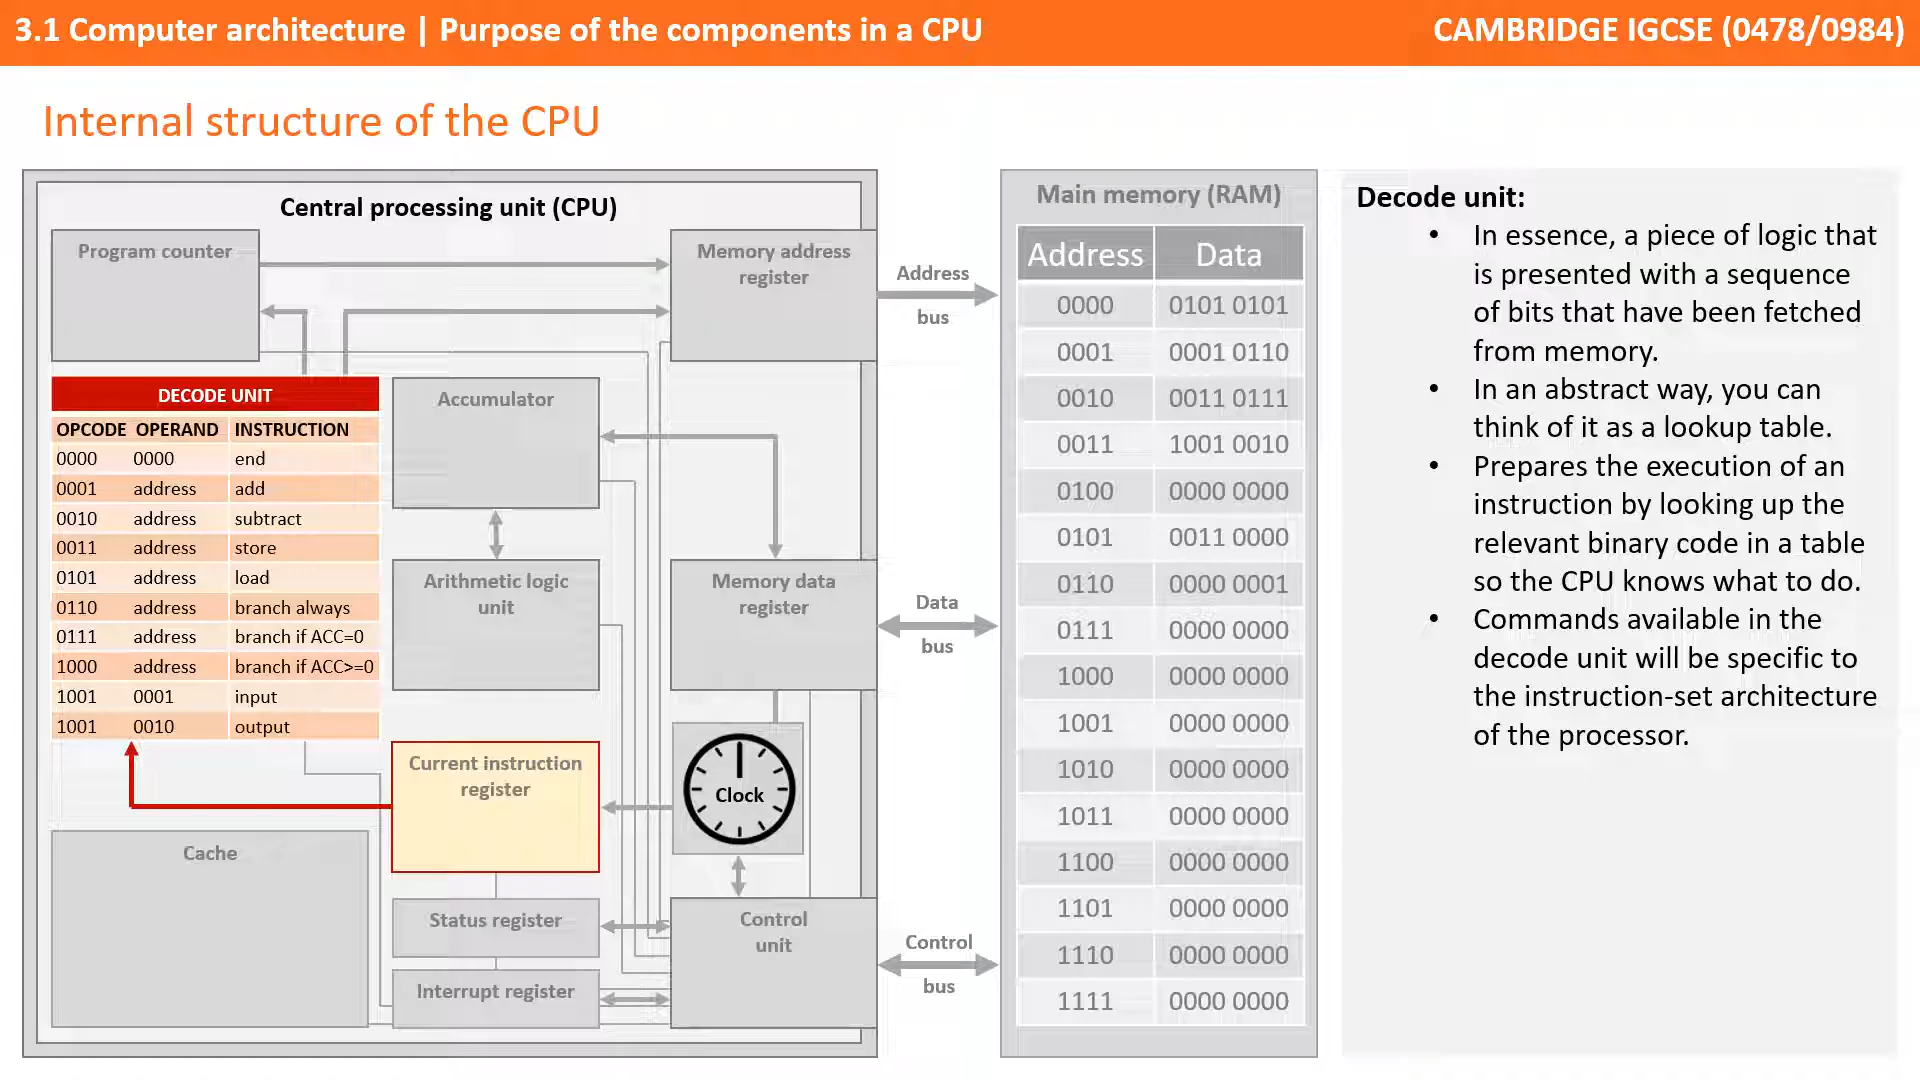 3.1 Computer architecture | Purpose of the components in a CPU
CAMBRIDGE IGCSE (0478/0984)
Internal structure of the CPU
Central processing unit (CPU)
Program counter
Memory address
register
DECODE UNIT
OPCODE OPERAND INSTRUCTION
0000 0000 end
0001 address add
0010 address subtract
0011 address store
0101 address load
0110 address branch always
0111 address branch if ACC=0
1000 address branch if ACC>=0
1001 0001 input
1001 0010 output
Accumulator
Arithmetic logic
unit
Memory data
register
Current instruction
register
Clock
Cache
Status register
Interrupt register
Control
unit
Address
bus
Data
bus
Control
bus
Main memory (RAM)
Address Data
0000 0101 0101
0001 0001 0110
0010 0011 0111
0011 1001 0010
0100 0000 0000
0101 0011 0000
0110 0000 0001
0111 0000 0000
1000 0000 0000
1001 0000 0000
1010 0000 0000
1011 0000 0000
1100 0000 0000
1101 0000 0000
1110 0000 0000
1111 0000 0000
Decode unit:
• In essence, a piece of logic that
is presented with a sequence
of bits that have been fetched
from memory.
• In an abstract way, you can
think of it as a lookup table.
• Prepares the execution of an
instruction by looking up the
relevant binary code in a table
so the CPU knows what to do.
• Commands available in the
decode unit will be specific to
the instruction-set architecture
of the processor.